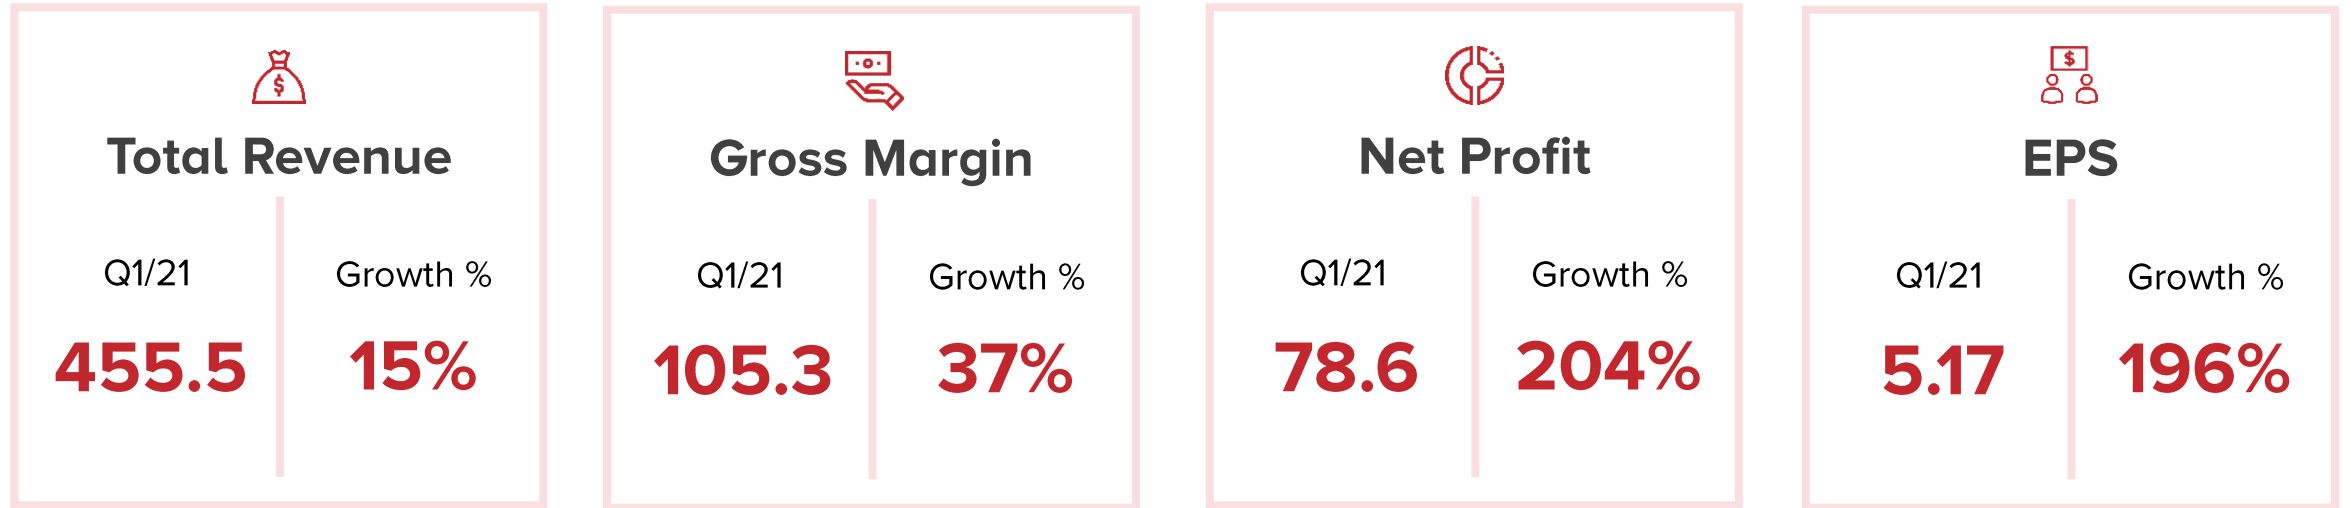 Total Revenue
Q1/21
Growth %
455.5
15%
Gross Margin
Q1/21
Growth %
105.3
37%
Net Profit
Q1/21
Growth %
78.6
204%
$
EPS
Q1/21
Growth %
5.17
196%